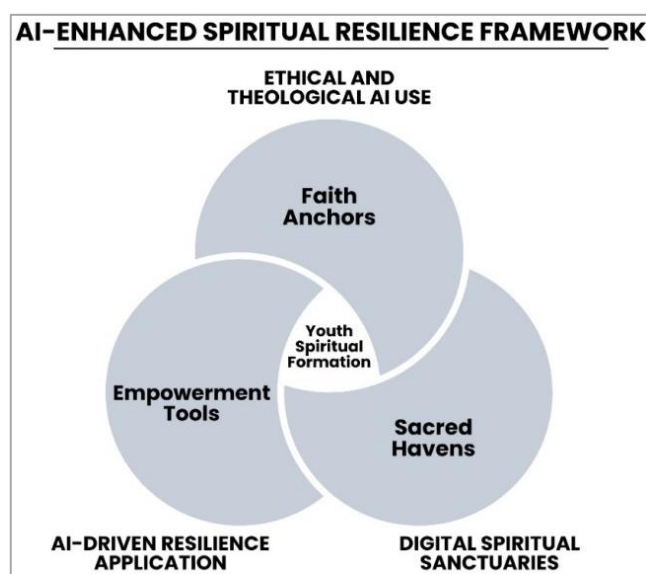 AI-ENHANCED SPIRITUAL RESILIENCE FRAMEWORK
ETHICAL AND
THEOLOGICAL AI USE
Faith
Anchors
Youth
Spiritual
Formation
Empowerment
Tools
Sacred
Havens
AI-DRIVEN RESILIENCE
APPLICATION
DIGITAL SPIRITUAL
SANCTUARIES